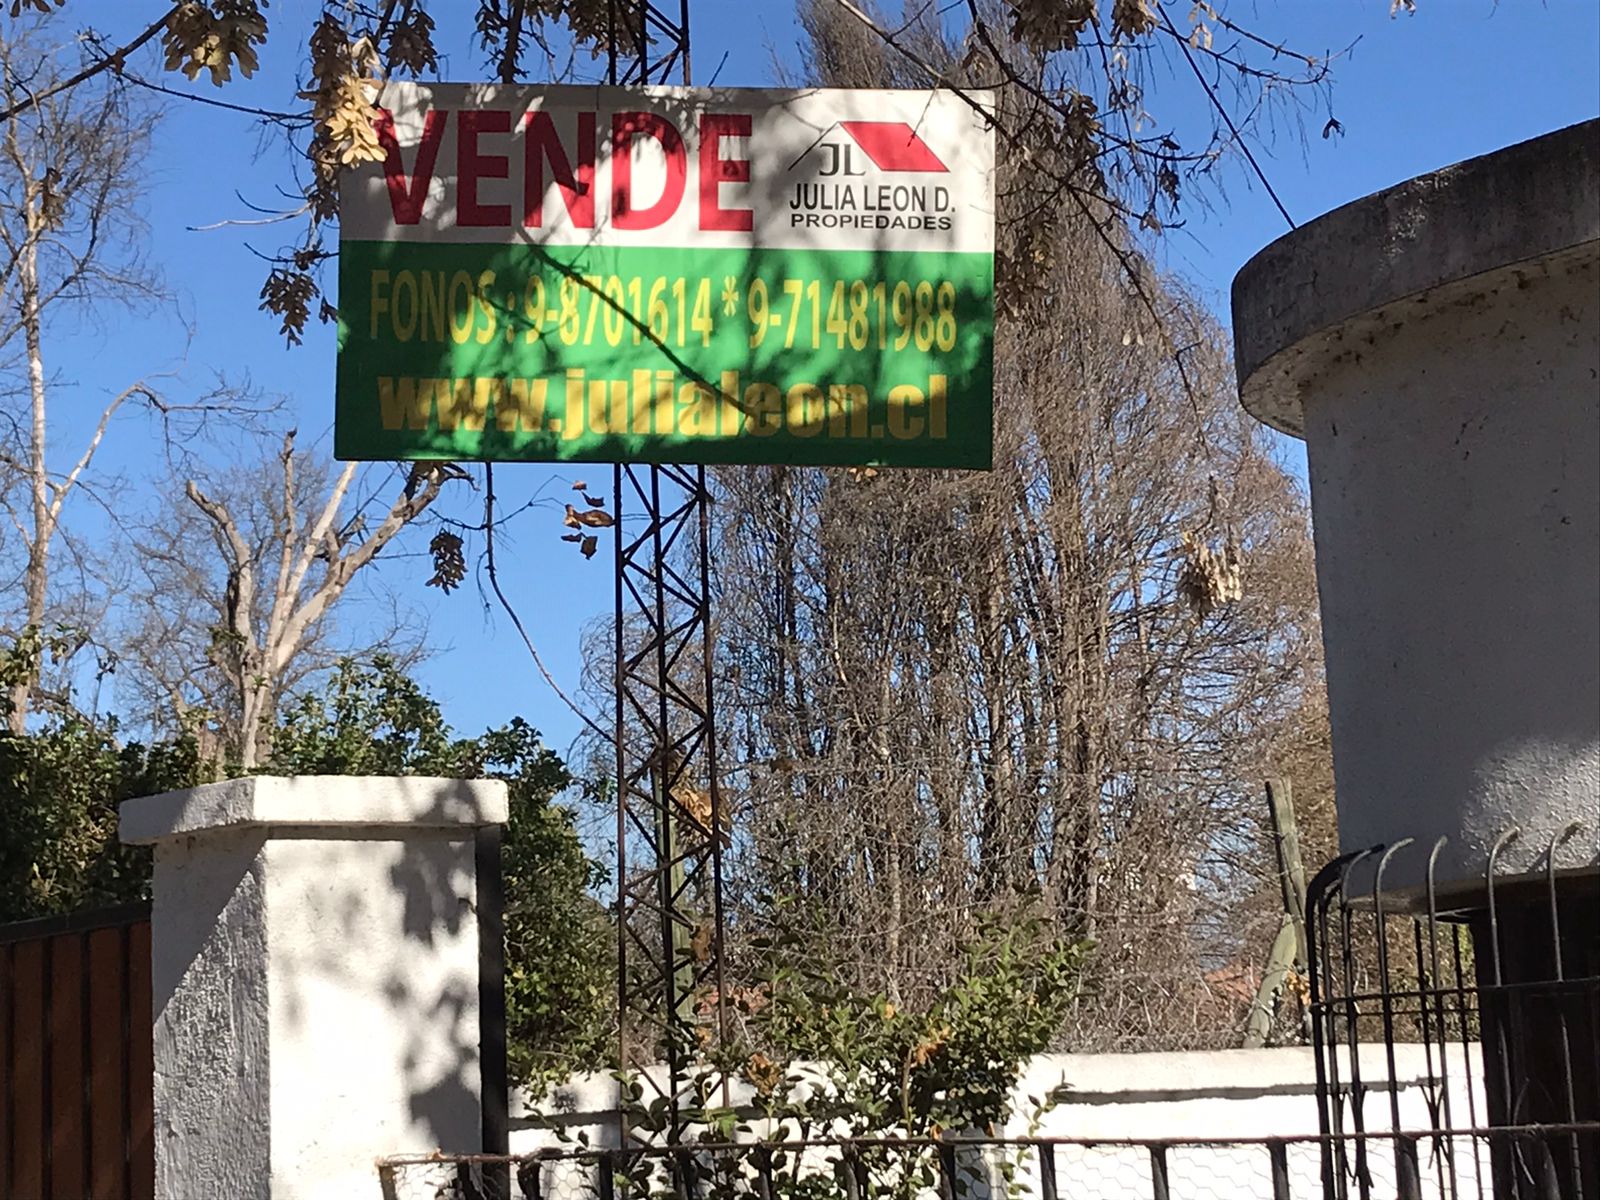 VENDE
JL
JULIA LEON D.
PROPIEDADES
FONOS : 9-8701614 * 9-71481988
www.julialeon.cl